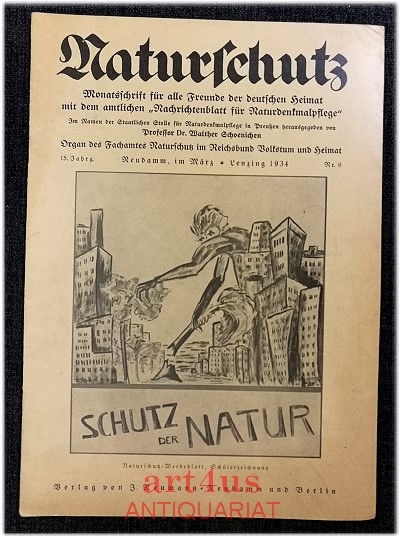 Naturschutz
Monatsschrift für alle Freunde der deutschen Heimat
mit dem amtlichen „Nachrichtenblatt für Naturdenkmalpflege“
Im Namen der Staatlichen Stelle für Naturdenkmalpflege in Preußen herausgegeben von
Professor Dr. Walther Schoenichen
Organ des Fachamtes Naturschutz im Reichsbund Volkstum und Heimat
15. Jahrg. Neudamm, im März * Lenzing 1934 Nr. 6
SCHUTZ
DER NATUR
Naturschutz-Werbeblatt, Schülerzeichnung
art4us
Verlag von J. Neumann-Neudamm und Berlin
ANTIQUARIAT